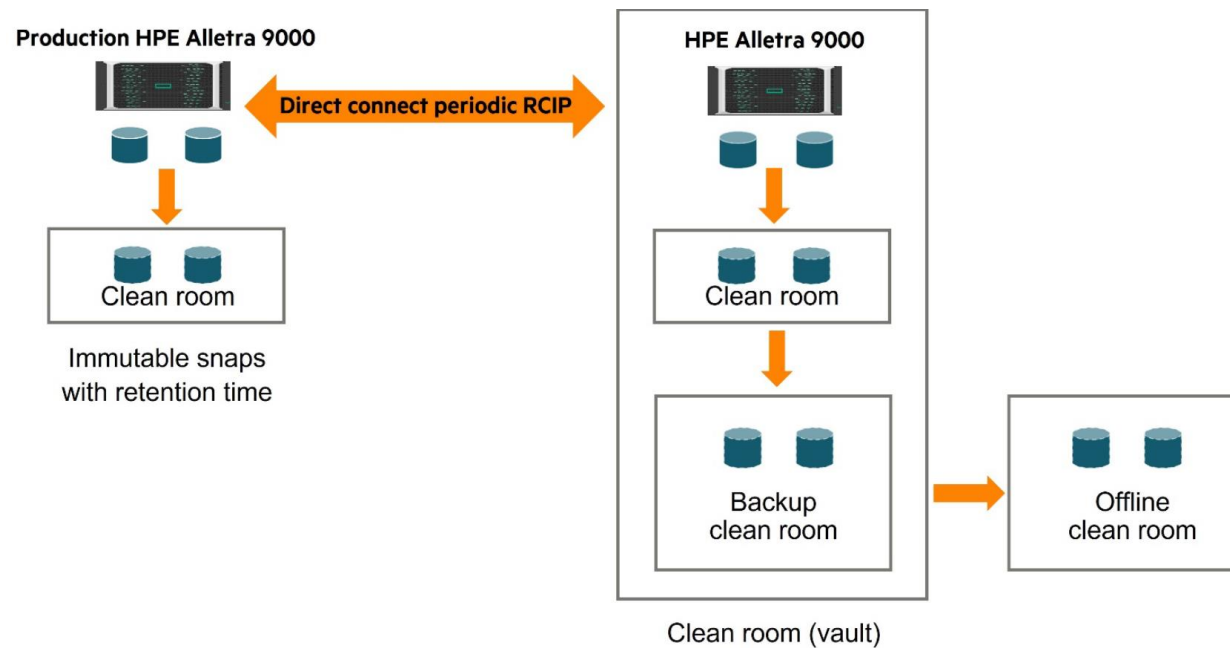 Production HPE Alletra 9000
Direct connect periodic RCIP
HPE Alletra 9000
Clean room
Immutable snaps
with retention time
Clean room
Backup
clean room
Offline
clean room
Clean room (vault)